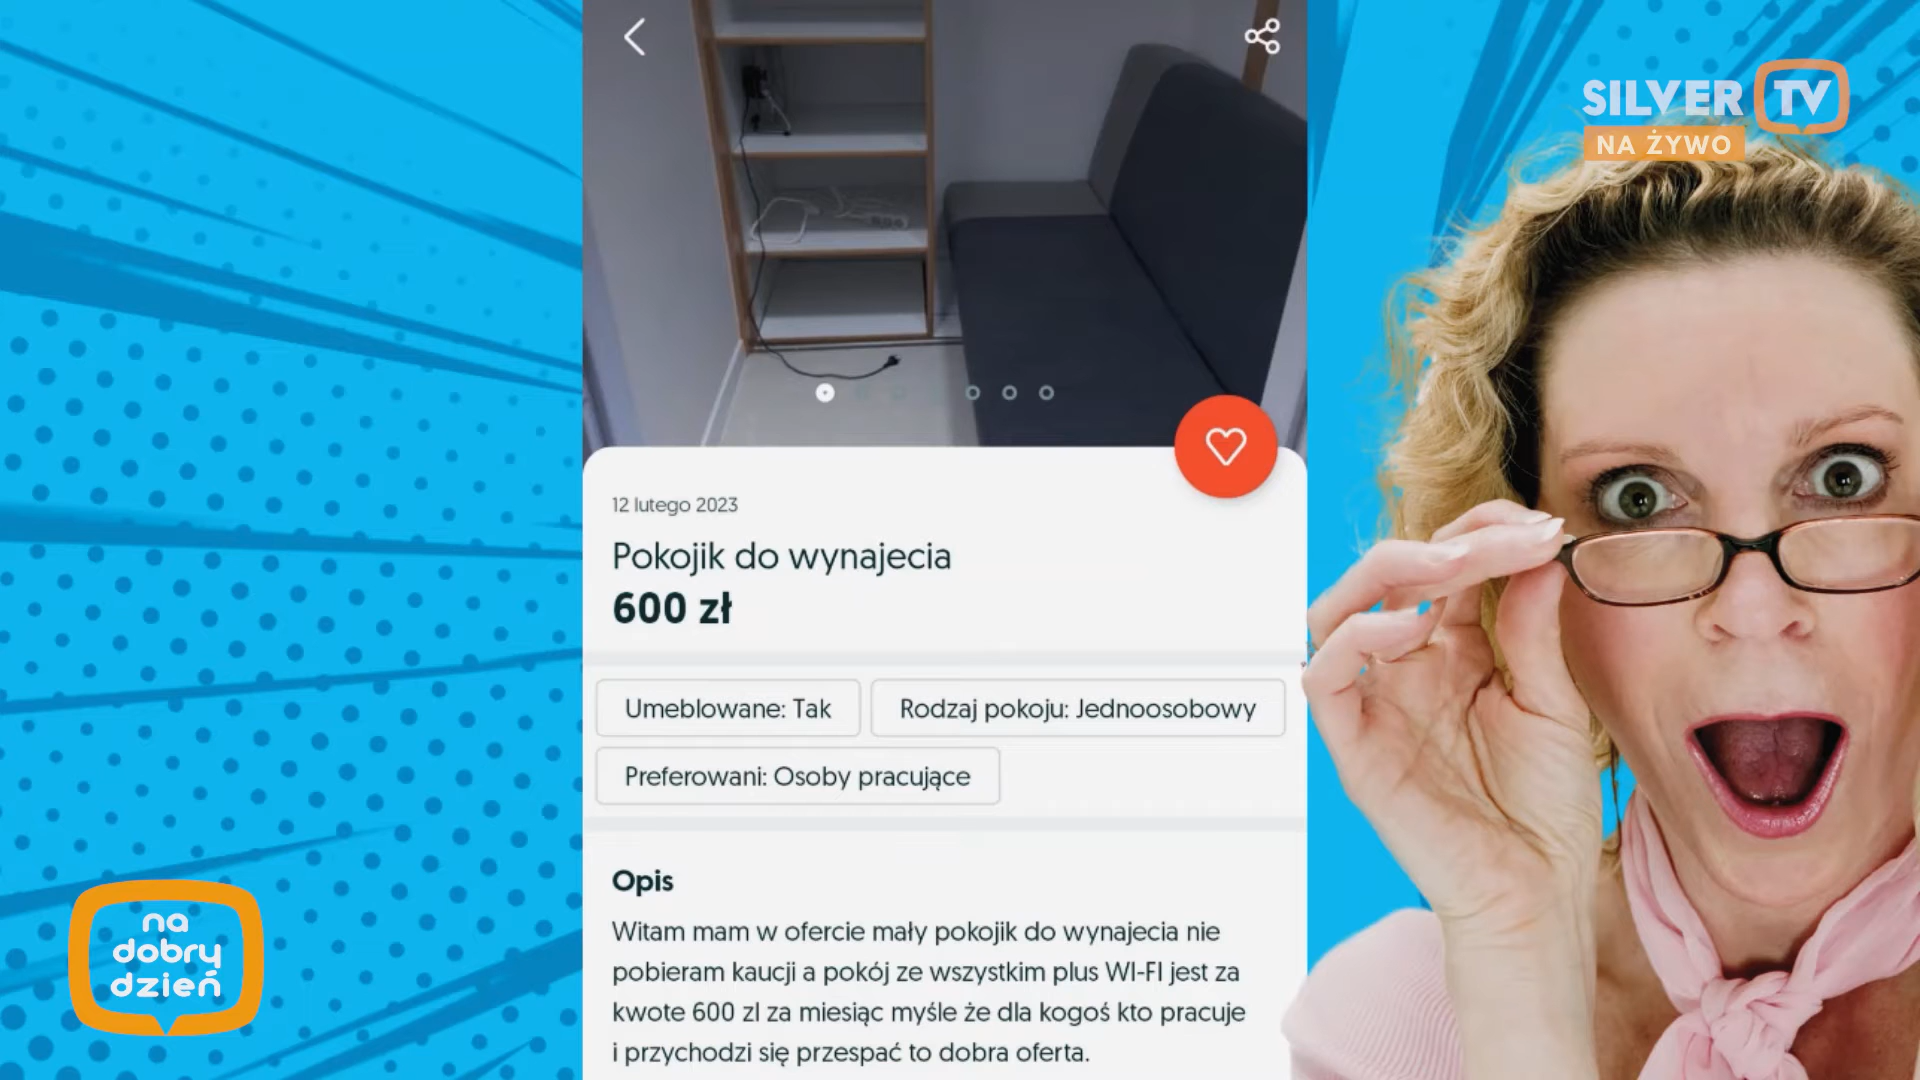 SILVER TV
NA ŻYWO
12 lutego 2023
Pokojik do wynajecia
600 zł
Umeblowane: Tak
Rodzaj pokoju: Jednoosobowy
Preferowani: Osoby pracujące
Opis
Witam mam w ofercie mały pokojik do wynajecia nie
pobieram kaucji a pokój ze wszystkim plus WI-FI jest za
kwote 600 zl za miesiąc myśle że dla kogoś kto pracuje
i przychodzi się przespać to dobra oferta.
na
dobry
dzień